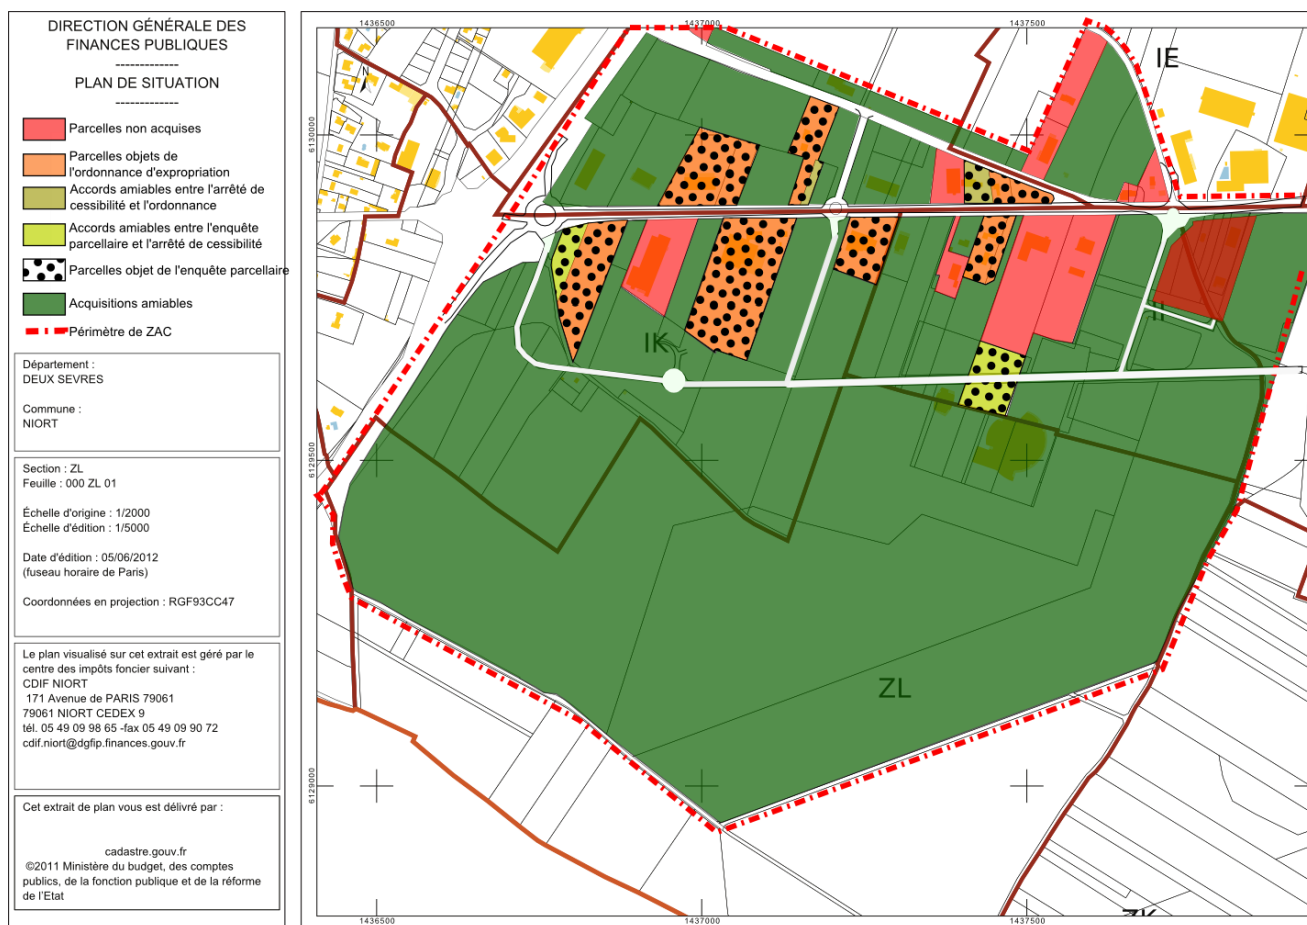 DIRECTION GÉNÉRALE DES
FINANCES PUBLIQUES
-------------
PLAN DE SITUATION
-------------
Parcelles non acquises
Parcelles objets de
l'ordonnance d'expropriation
Accords amiables entre l'arrêté de
cessibilité et l'ordonnance
Accords amiables entre l'enquête
parcellaire et l'arrêté de cessibilité
Parcelles objet de l'enquête parcellaire
Acquisitions amiables
Périmètre de ZAC
Département :
DEUX SEVRES
Commune :
NIORT
Section : ZL
Feuille : 000 ZL 01
Échelle d'origine : 1/2000
Échelle d'édition : 1/5000
Date d'édition : 05/06/2012
(fuseau horaire de Paris)
Coordonnées en projection : RGF93CC47
Le plan visualisé sur cet extrait est géré par le
centre des impôts foncier suivant :
CDIF NIORT
171 Avenue de PARIS 79061
79061 NIORT CEDEX 9
tél. 05 49 09 98 65 -fax 05 49 09 90 72
cdif.niort@dgfip.finances.gouv.fr
Cet extrait de plan vous est délivré par :
cadastre.gouv.fr
©2011 Ministère du budget, des comptes
publics, de la fonction publique et de la réforme
de l'Etat
1436500
1437000
1437500
N
IE
6130000
II
IK
6129500
ZL
6129000
ZK
1436500
1437000
1437500